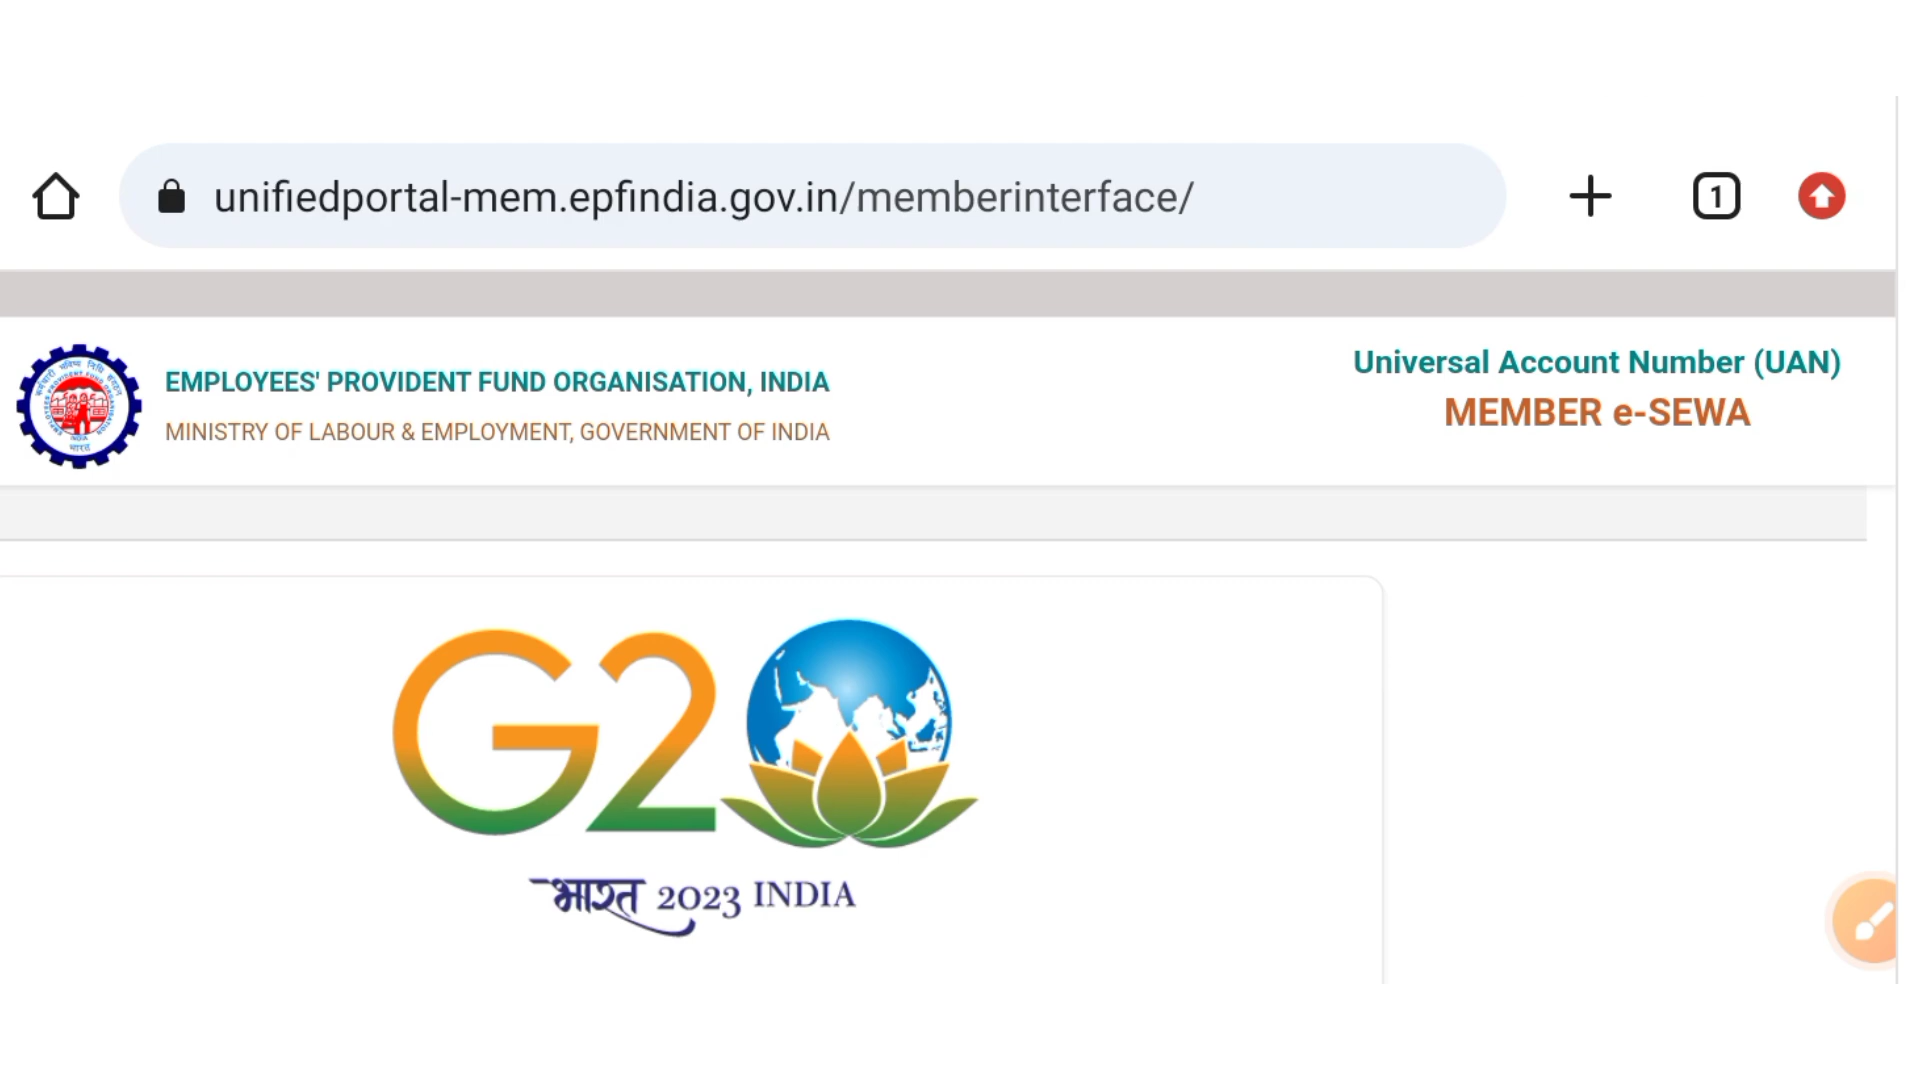 unifiedportal-mem.epfindia.gov.in/memberinterface/
1
EMPLOYEES' PROVIDENT FUND ORGANISATION, INDIA
MINISTRY OF LABOUR & EMPLOYMENT, GOVERNMENT OF INDIA
Universal Account Number (UAN)
MEMBER e-SEWA
G20
भारत 2023 INDIA